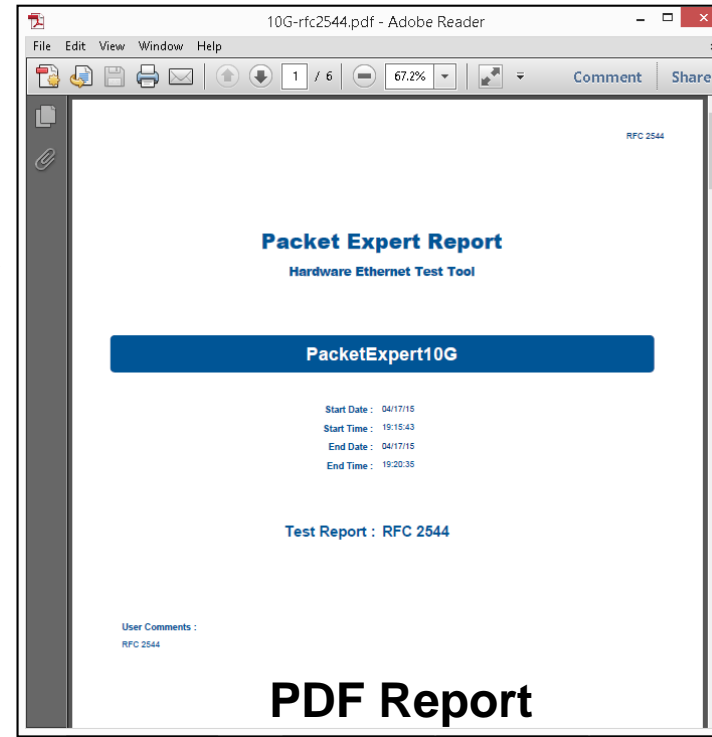 10G-rfc2544.pdf - Adobe Reader
File Edit View Window Help
1 / 6 67.2% Comment Share
RFC 2544
Packet Expert Report
Hardware Ethernet Test Tool
PacketExpert10G
Start Date : 04/17/15
Start Time : 19:15:43
End Date : 04/17/15
End Time : 19:20:35
Test Report : RFC 2544
User Comments :
RFC 2544
PDF Report